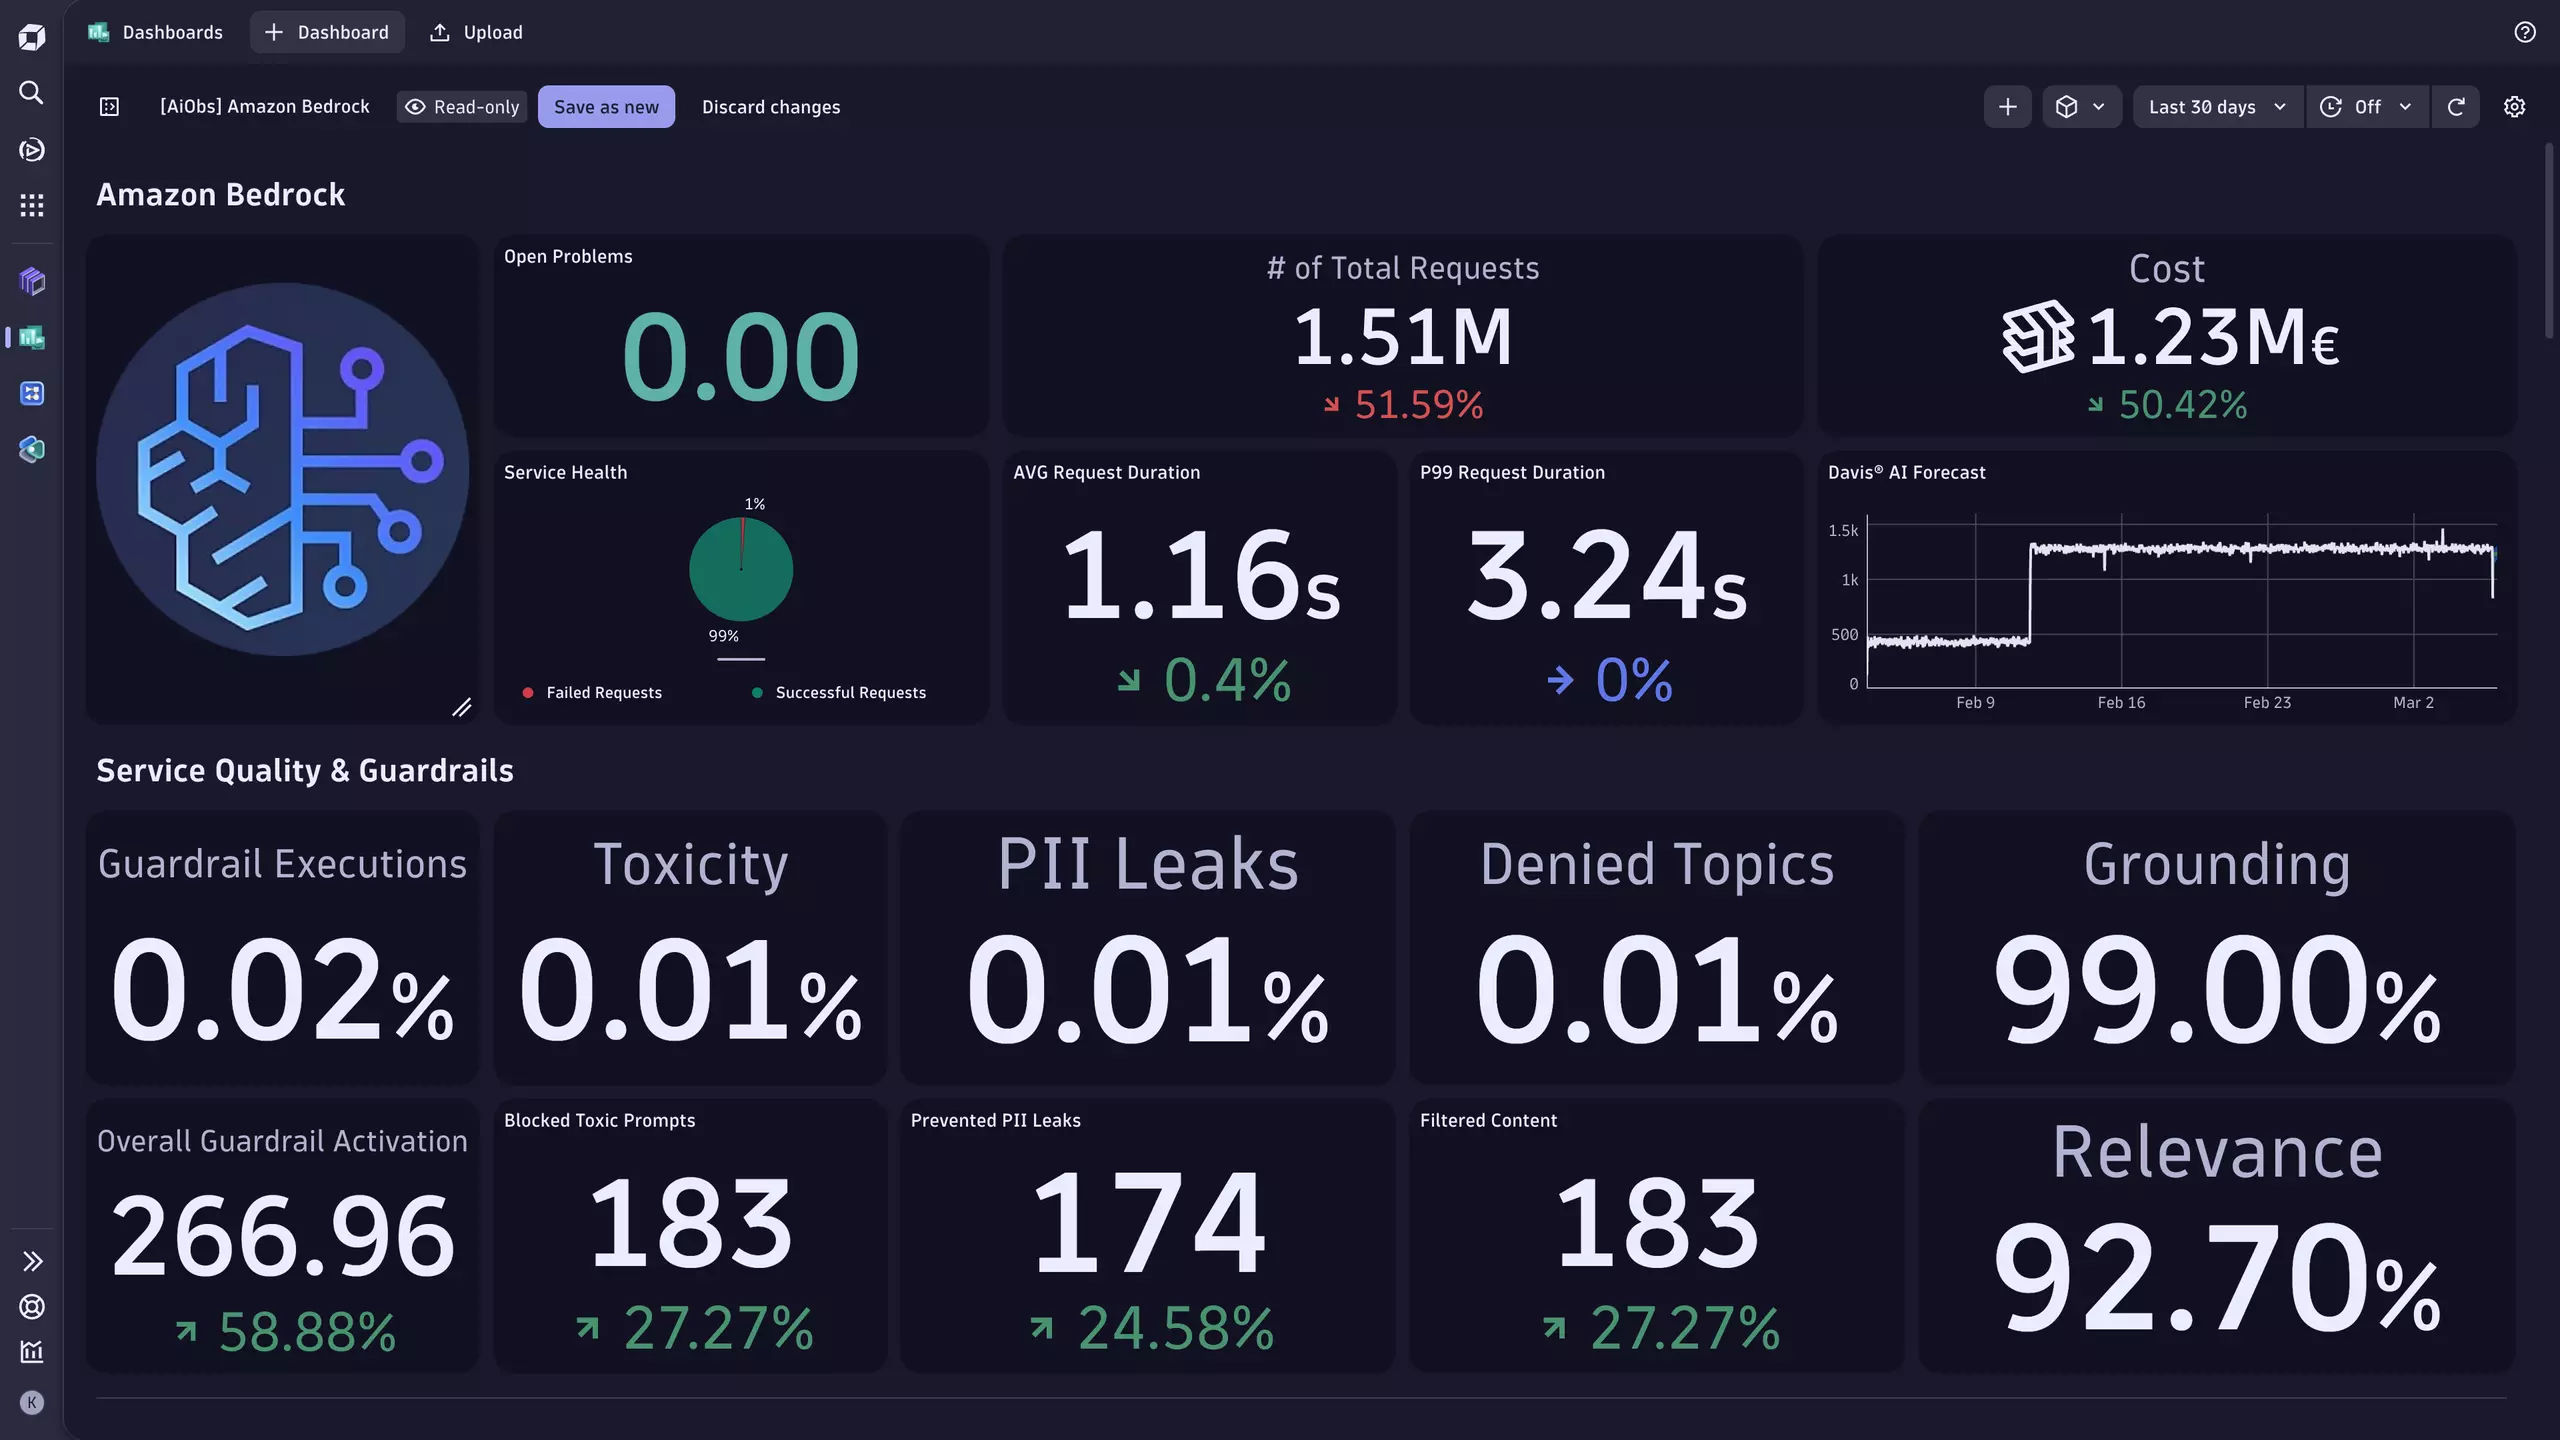 Dashboards
Dashboard
Upload
[AiObs] Amazon Bedrock
Read-only
Save as new
Discard changes
Last 30 days
Off
Amazon Bedrock
Open Problems
0.00
# of Total Requests
1.51M
51.59%
Cost
1.23M€
50.42%
Service Health
1%
99%
Failed Requests
Successful Requests
AVG Request Duration
1.16s
0.4%
P99 Request Duration
3.24s
0%
Davis® AI Forecast
1.5k
1k
500
0
Feb 9
Feb 16
Feb 23
Mar 2
Service Quality & Guardrails
Guardrail Executions
0.02%
Toxicity
0.01%
PII Leaks
0.01%
Denied Topics
0.01%
Grounding
99.00%
Overall Guardrail Activation
266.96
58.88%
Blocked Toxic Prompts
183
27.27%
Prevented PII Leaks
174
24.58%
Filtered Content
183
27.27%
Relevance
92.70%
K